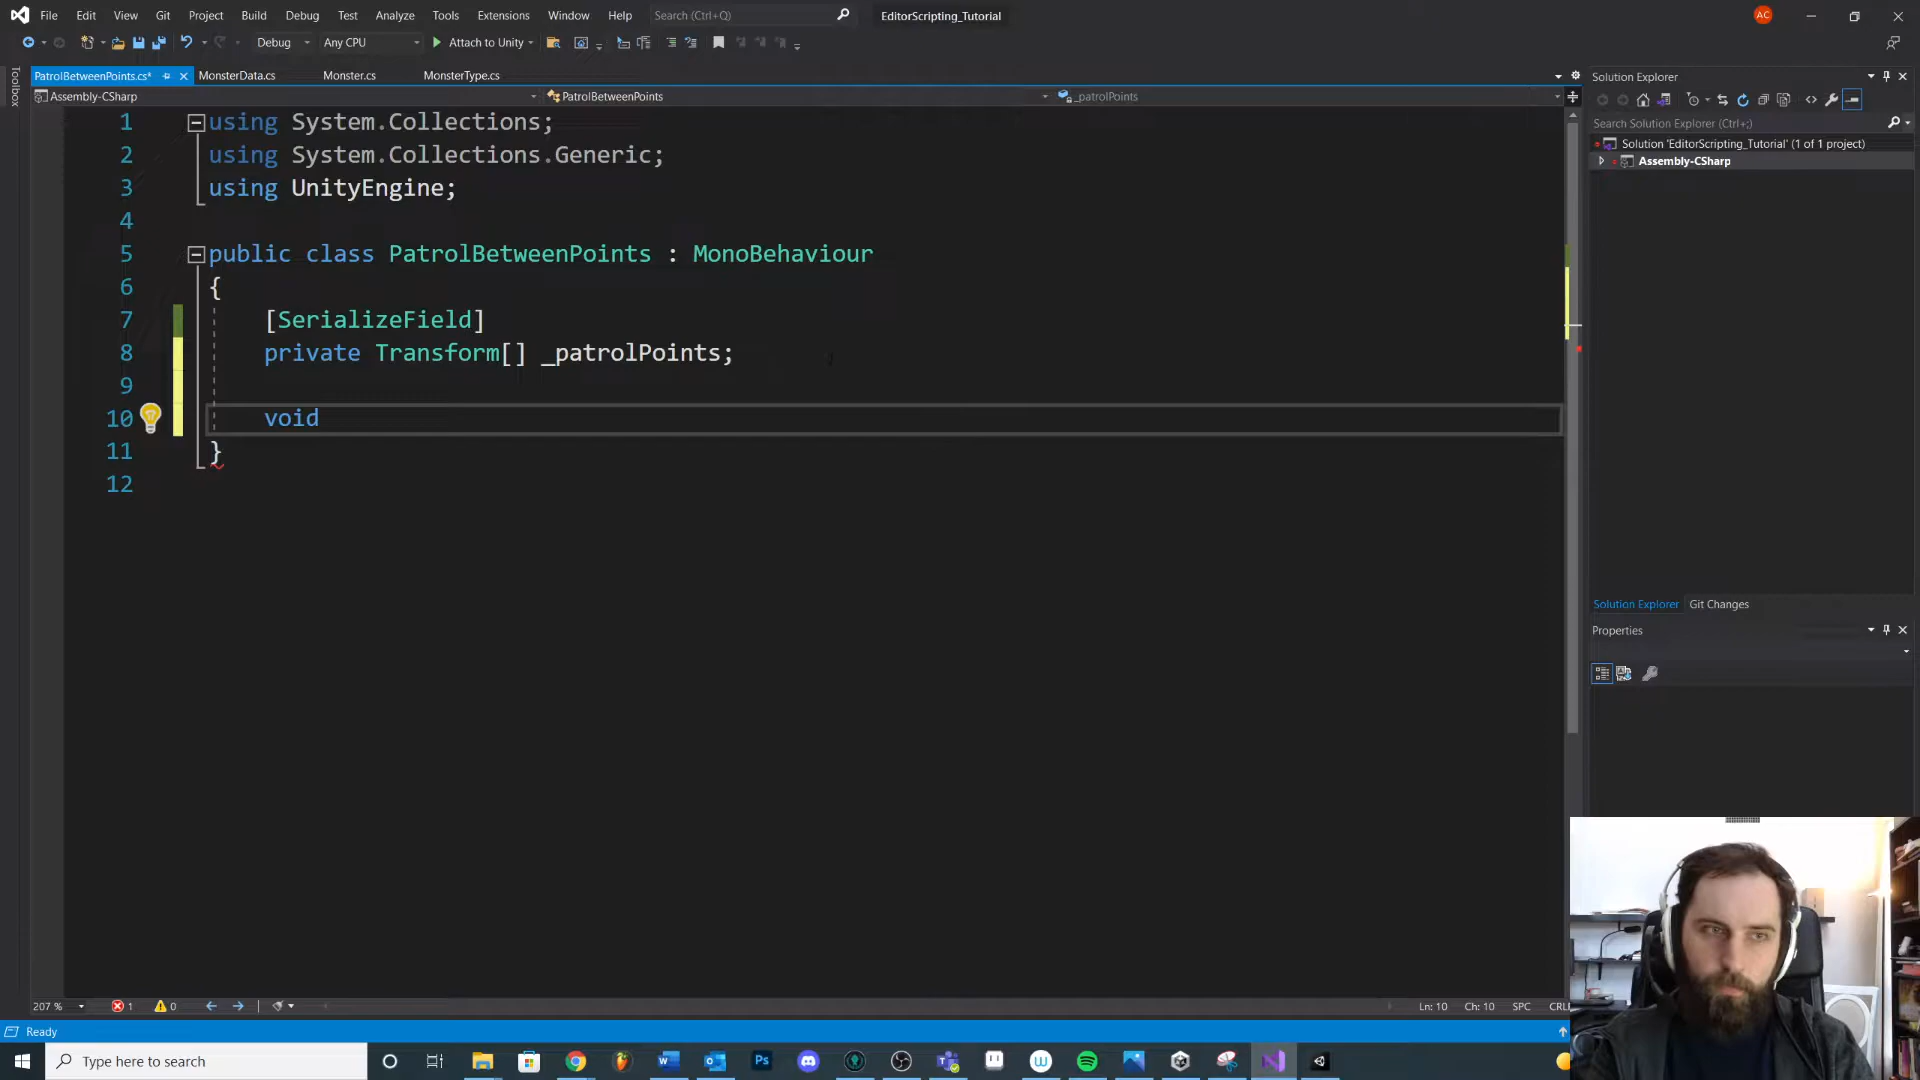 File Edit View Git Project Build Debug Test Analyze Tools Extensions Window Help Search (Ctrl+Q) EditorScripting_Tutorial AC
Debug Any CPU Attach to Unity
Toolbox
PatrolBetweenPoints.cs* MonsterData.cs Monster.cs MonsterType.cs
Assembly-CSharp PatrolBetweenPoints _patrolPoints
1 using System.Collections;
2 using System.Collections.Generic;
3 using UnityEngine;
4
5 public class PatrolBetweenPoints : MonoBehaviour
6 {
7 [SerializeField]
8 private Transform[] _patrolPoints;
9
10 void
11 }
12
Solution Explorer
Search Solution Explorer (Ctrl+;)
Solution 'EditorScripting_Tutorial' (1 of 1 project)
Assembly-CSharp
Solution Explorer Git Changes
Properties
207 % 1 0 Ln: 10 Ch: 10 SPC CRL
Ready
Type here to search